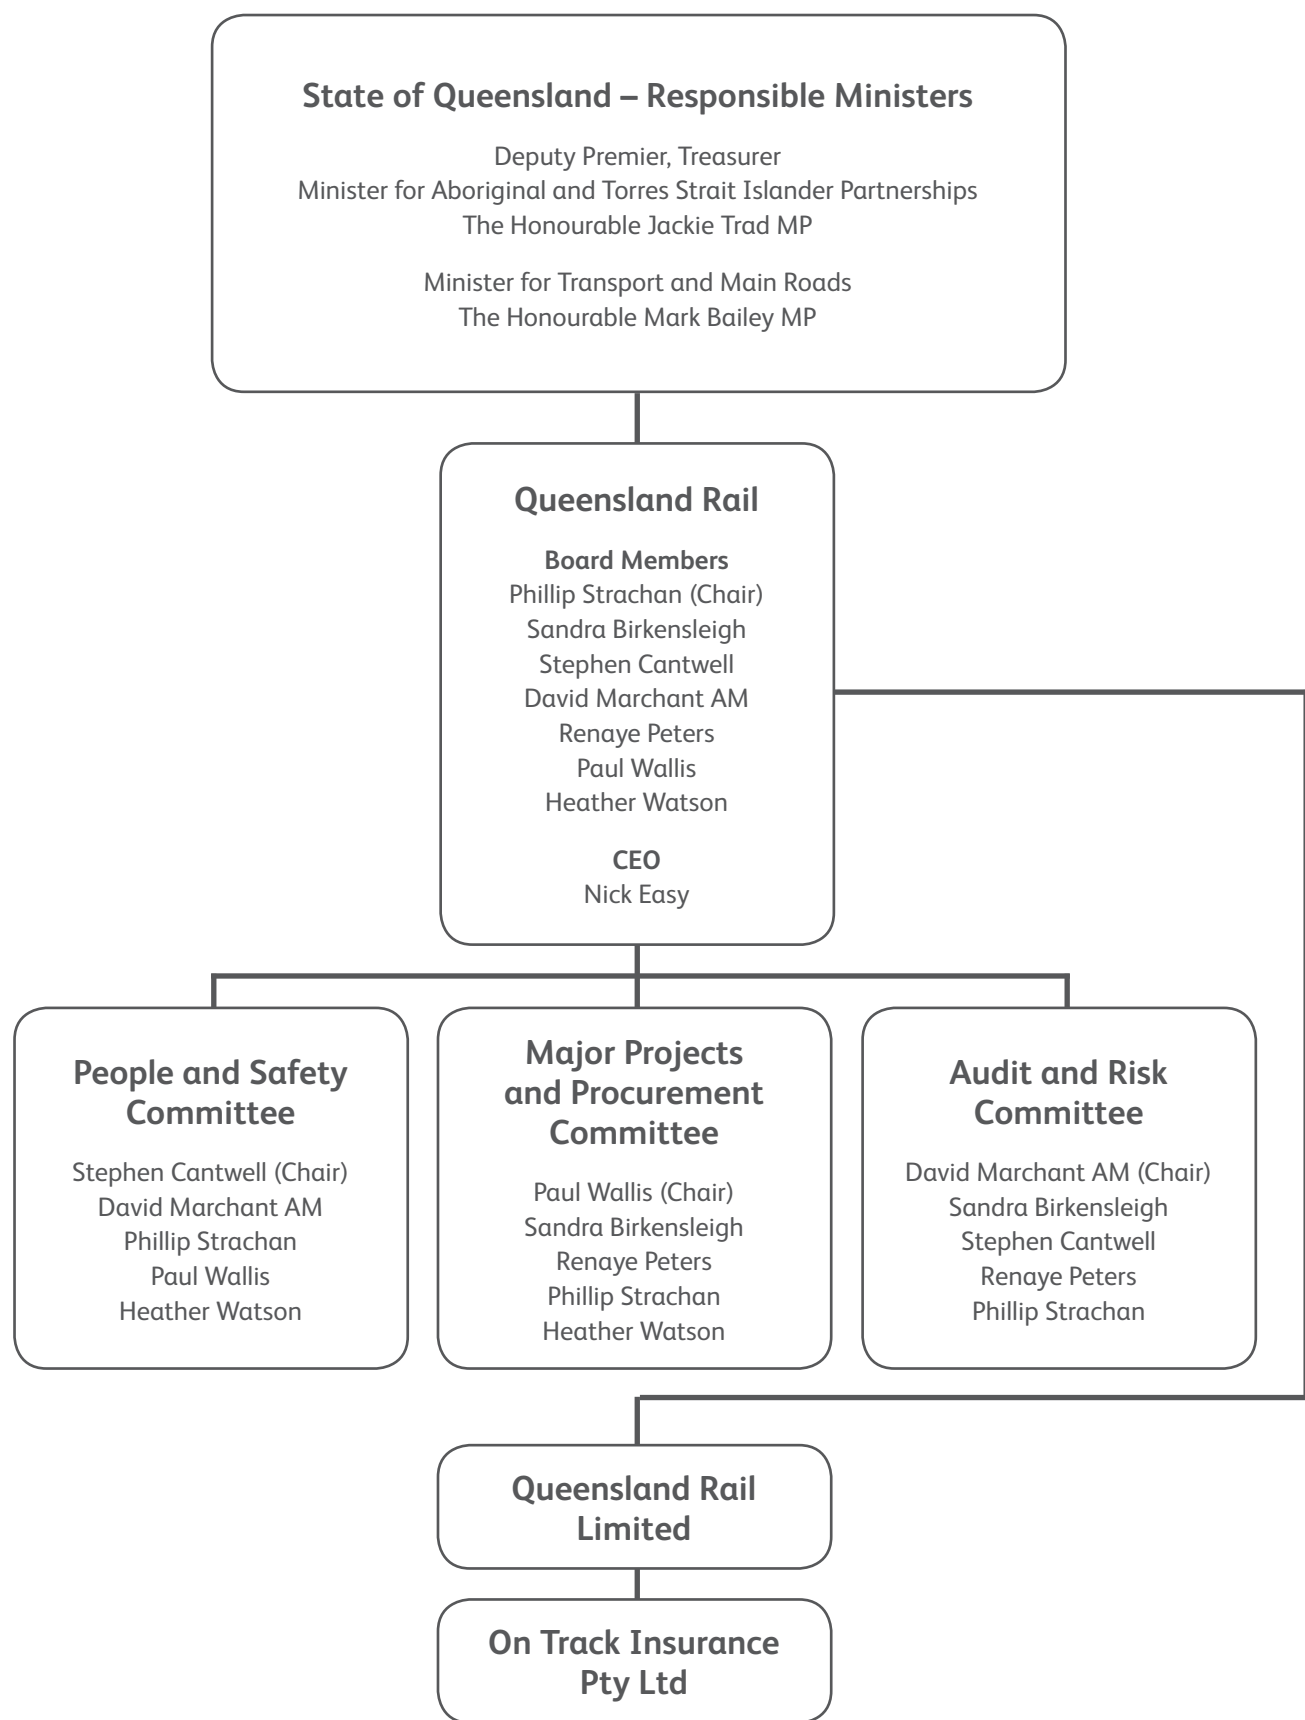 State of Queensland – Responsible Ministers
Deputy Premier, Treasurer
Minister for Aboriginal and Torres Strait Islander Partnerships
The Honourable Jackie Trad MP
Minister for Transport and Main Roads
The Honourable Mark Bailey MP
Queensland Rail
Board Members
Phillip Strachan (Chair)
Sandra Birkensleigh
Stephen Cantwell
David Marchant AM
Renaye Peters
Paul Wallis
Heather Watson
CEO
Nick Easy
People and Safety
Committee
Stephen Cantwell (Chair)
David Marchant AM
Phillip Strachan
Paul Wallis
Heather Watson
Major Projects
and Procurement
Committee
Paul Wallis (Chair)
Sandra Birkensleigh
Renaye Peters
Phillip Strachan
Heather Watson
Audit and Risk
Committee
David Marchant AM (Chair)
Sandra Birkensleigh
Stephen Cantwell
Renaye Peters
Phillip Strachan
Queensland Rail
Limited
On Track Insurance
Pty Ltd